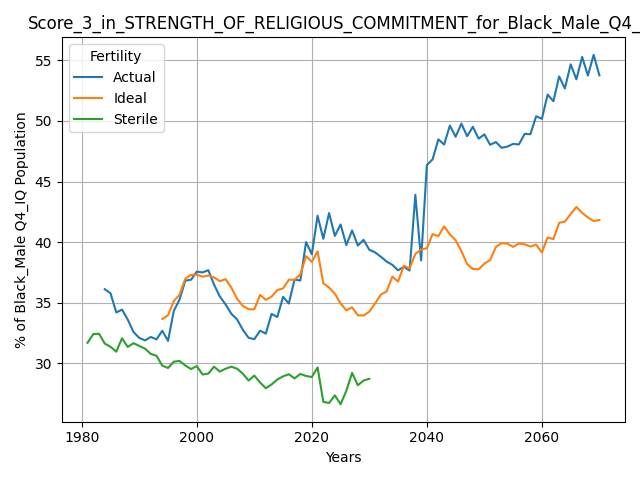 Score_3_in_STRENGTH_OF_RELIGIOUS_COMMITMENT_for_Black_Male_Q4_
Fertility
Actual
Ideal
Sterile
% of Black_Male Q4_IQ Population
55
50
45
40
35
30
1980
2000
2020
2040
2060
Years